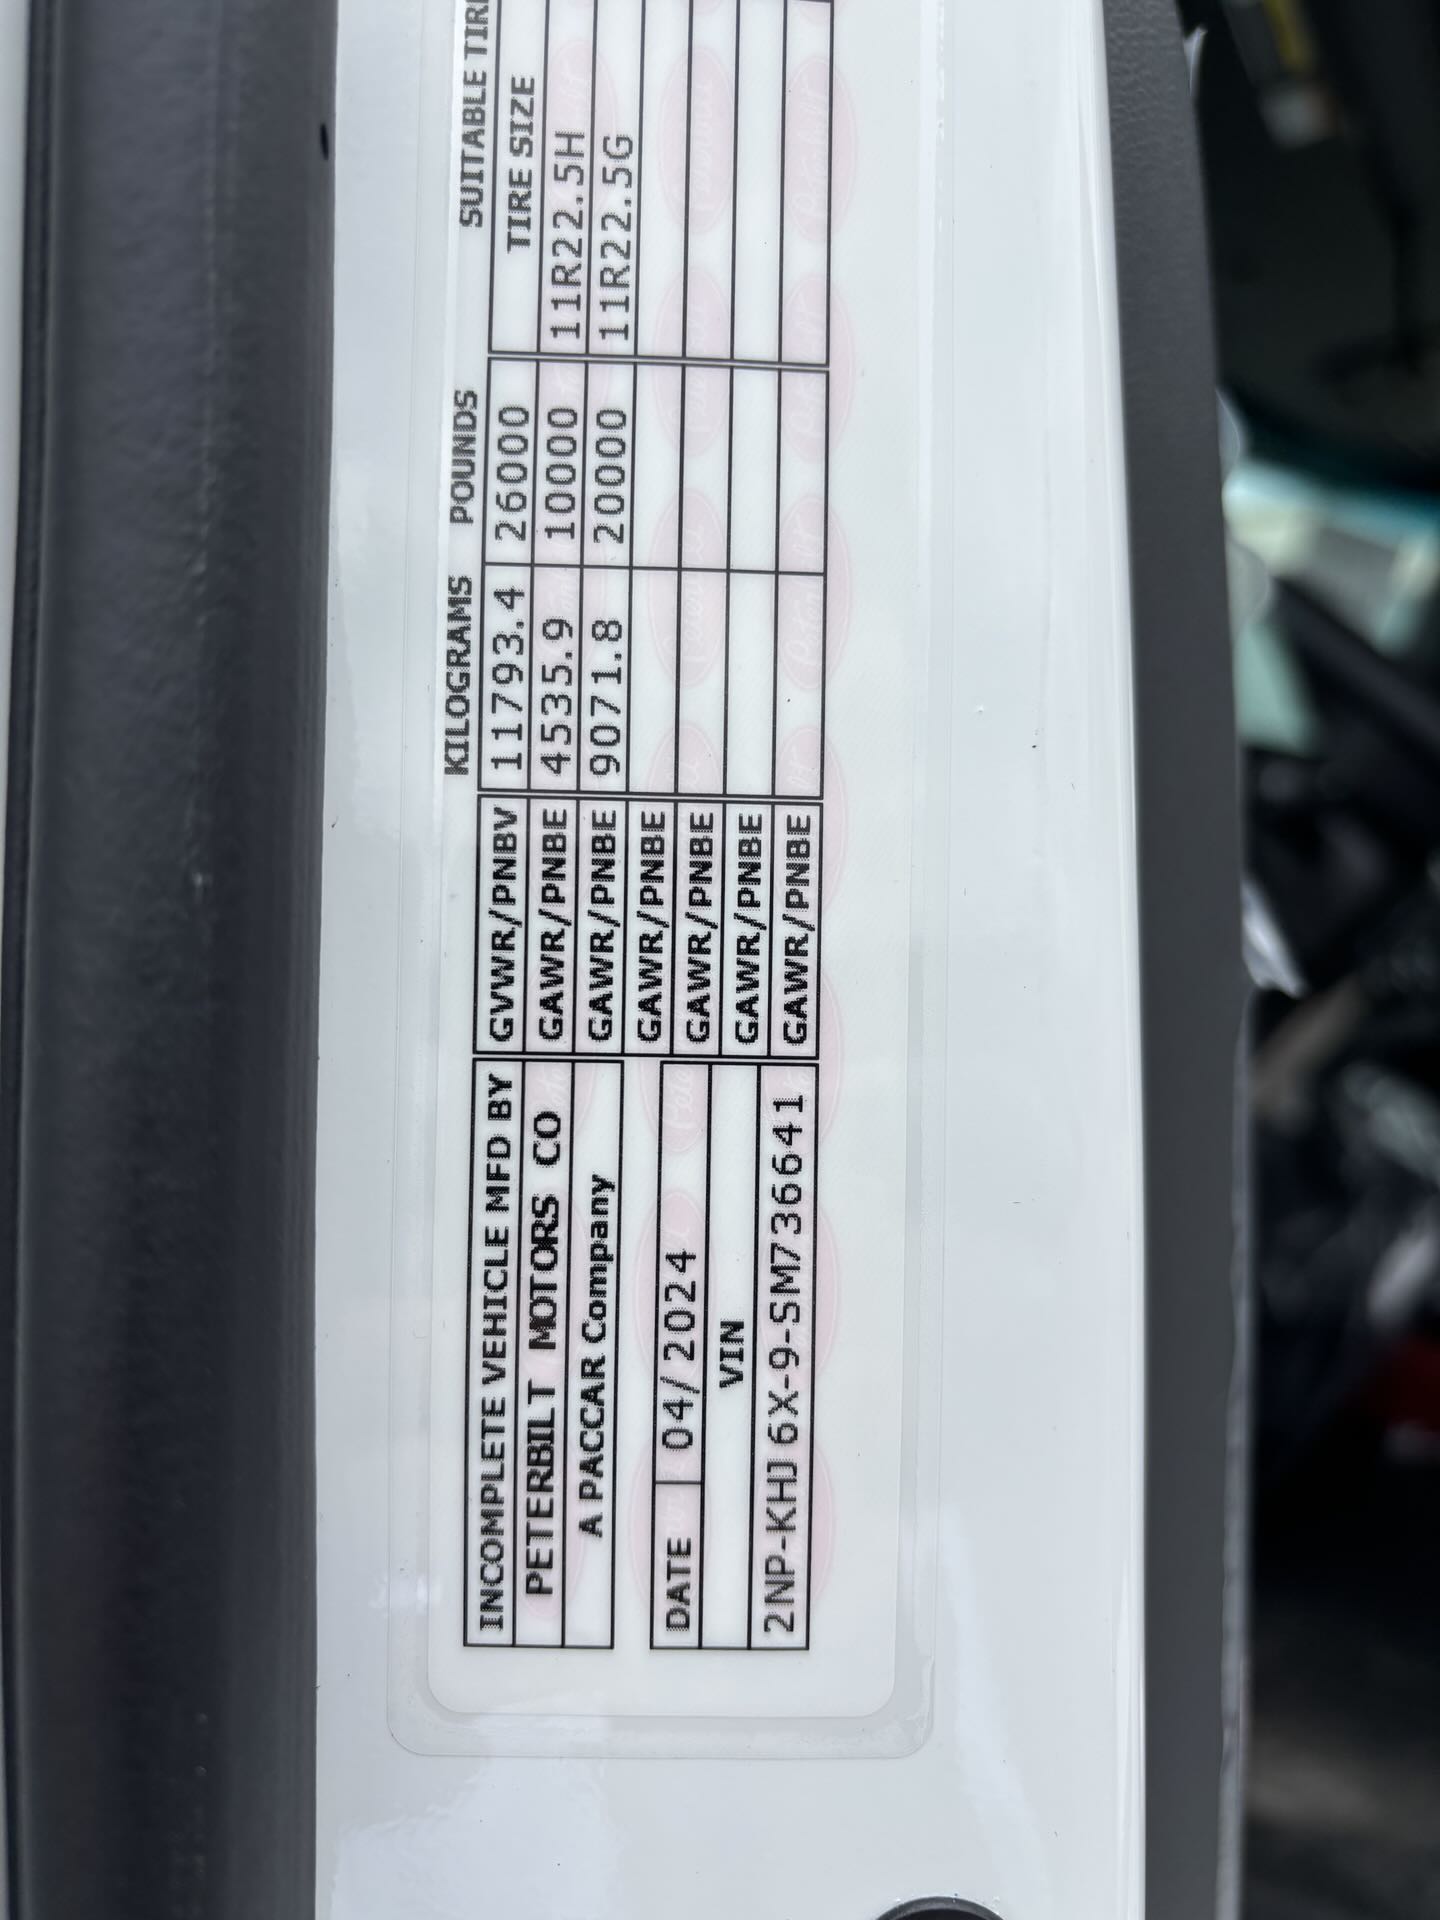 INCOMPLETE VEHICLE MFD BY
PETERBILT MOTORS CO
A PACCAR Company
DATE 04/2024
VIN
2NP-KHJ6X-9-SM736641
KILOGRAMS POUNDS
GVWR/PNBV 11793.4 26000
GAWR/PNBE 4535.9 10000
GAWR/PNBE 9071.8 20000
GAWR/PNBE
GAWR/PNBE
GAWR/PNBE
GAWR/PNBE
SUITABLE
TIRE SIZE
11R22.5H
11R22.5G